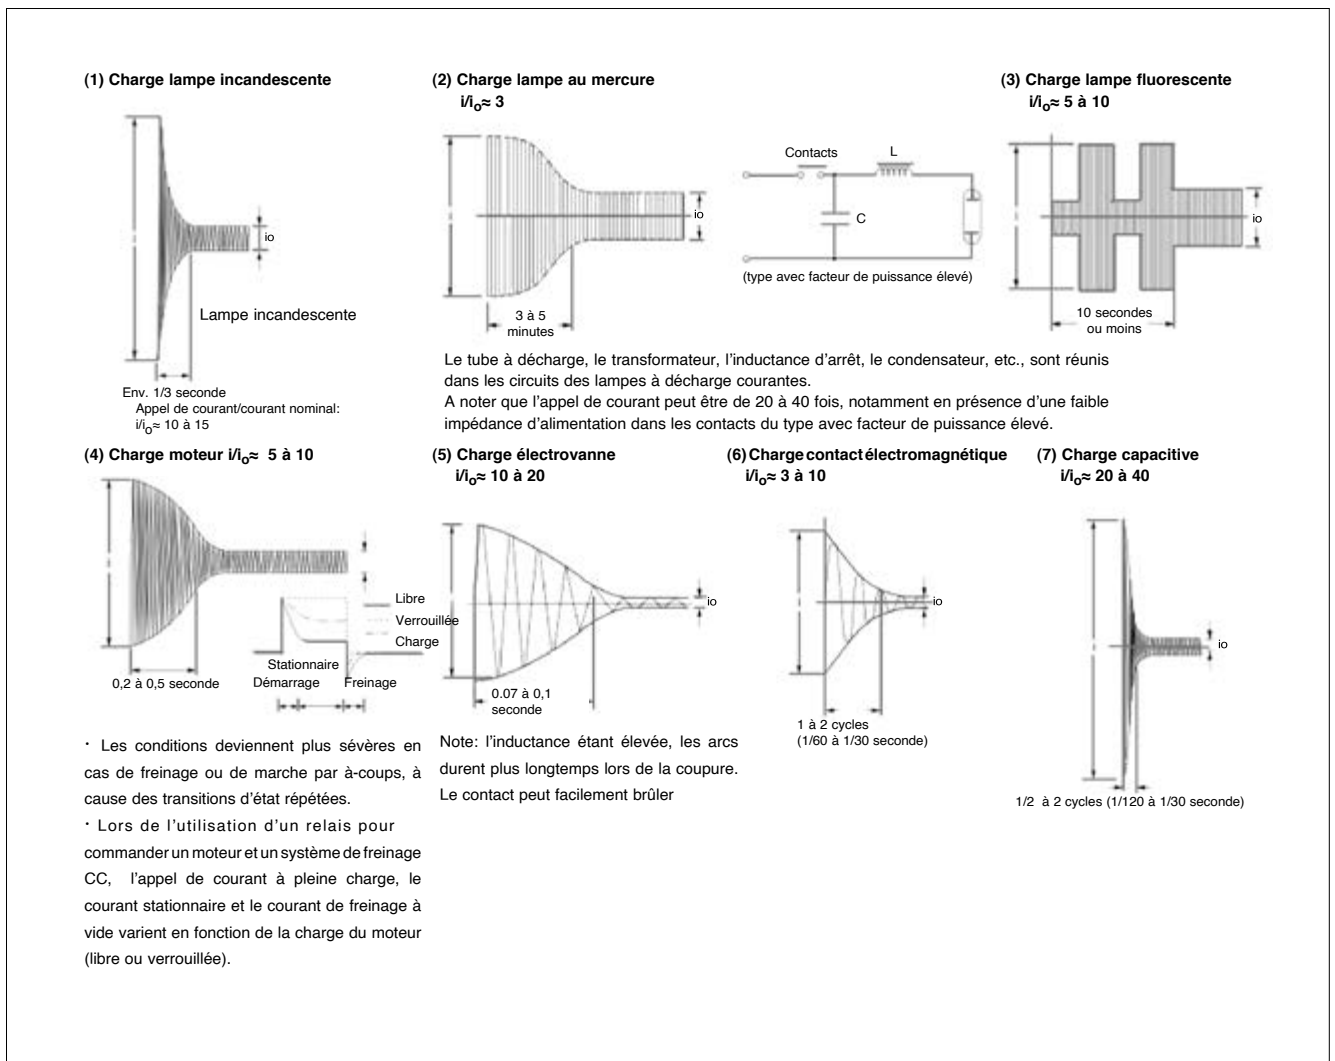 (1) Charge lampe incandescente
io
Lampe incandescente
Env. 1/3 seconde
Appel de courant/courant nominal:
i/io≈ 10 à 15
(2) Charge lampe au mercure
i/io≈ 3
io
3 à 5
minutes
Contacts
L
C
(type avec facteur de puissance élevé)
(3) Charge lampe fluorescente
i/io≈ 5 à 10
io
10 secondes
ou moins
Le tube à décharge, le transformateur, l’inductance d’arrêt, le condensateur, etc., sont réunis
dans les circuits des lampes à décharge courantes.
A noter que l’appel de courant peut être de 20 à 40 fois, notamment en présence d’une faible
impédance d’alimentation dans les contacts du type avec facteur de puissance élevé.
(4) Charge moteur i/io≈ 5 à 10
0,2 à 0,5 seconde
Libre
Verrouillée
Charge
Stationnaire
Démarrage
Freinage
· Les conditions deviennent plus sévères en
cas de freinage ou de marche par à-coups, à
cause des transitions d’état répétées.
· Lors de l’utilisation d’un relais pour
commander un moteur et un système de freinage
CC, l’appel de courant à pleine charge, le
courant stationnaire et le courant de freinage à
vide varient en fonction de la charge du moteur
(libre ou verrouillée).
(5) Charge électrovanne
i/io≈ 10 à 20
io
0.07 à 0,1
seconde
Note: l’inductance étant élevée, les arcs
durent plus longtemps lors de la coupure.
Le contact peut facilement brûler
(6) Charge contact électromagnétique
i/io≈ 3 à 10
io
1 à 2 cycles
(1/60 à 1/30 seconde)
(7) Charge capacitive
i/io≈ 20 à 40
io
1/2 à 2 cycles (1/120 à 1/30 seconde)